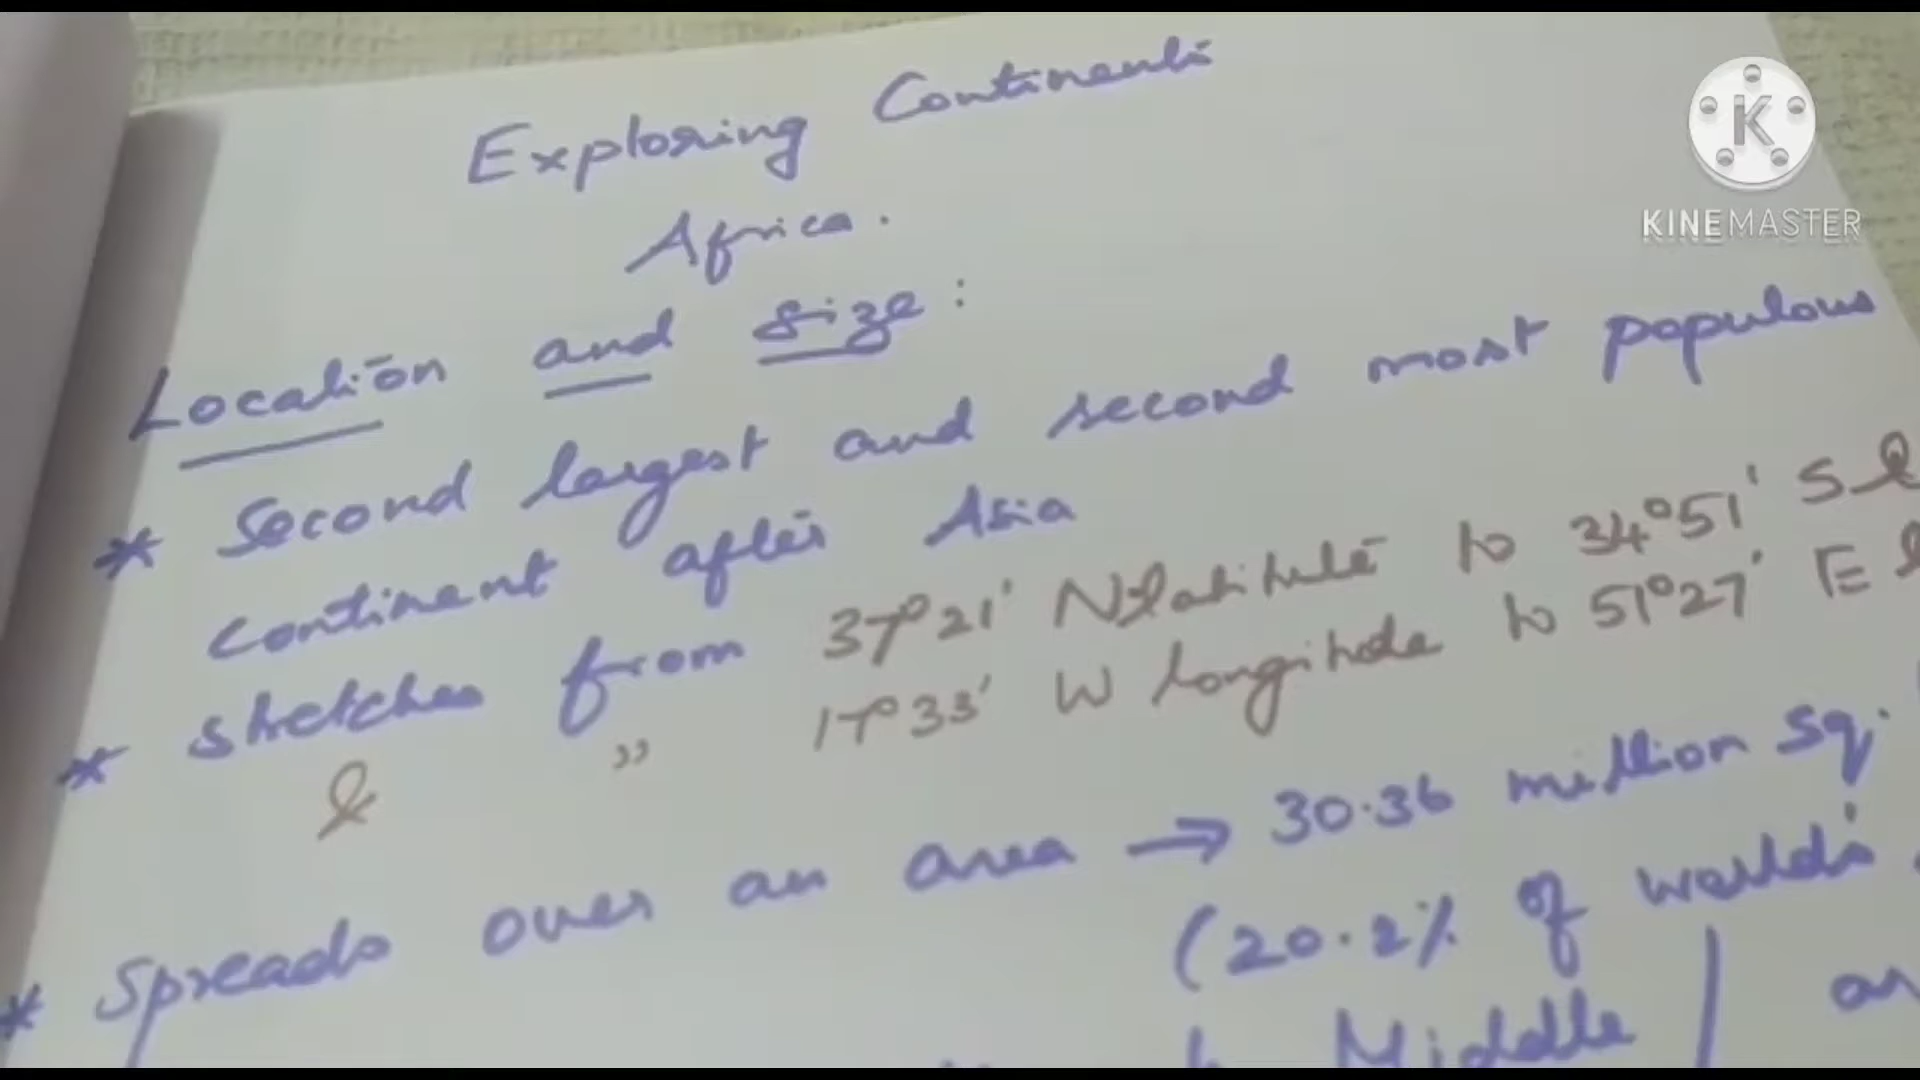 Exploring Continents
Africa.
Location and size:
* Second largest and second most populous
continent after Asia
* stretches from 37°21' N latitude to 34°51' S
& " 17°33' W longitude to 51°27' E
* Spreads over an area → 30.36 million sq.
(20.2% of world's
Middle
K
KINEMASTER